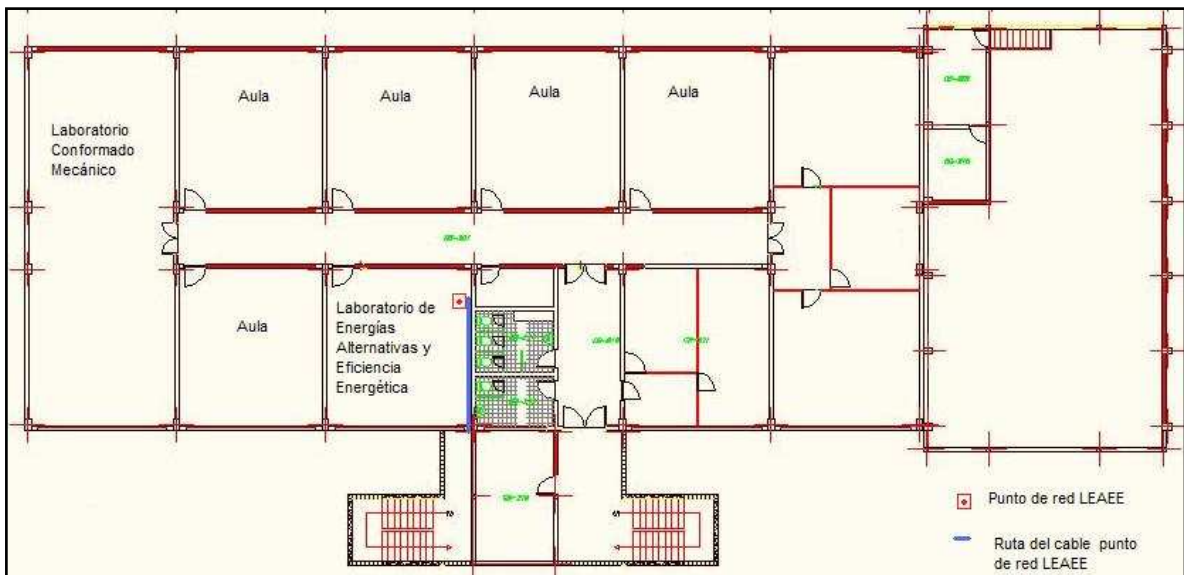 Aula
Aula
Aula
Aula
Laboratorio
Conformado
Mecánico
Aula
Laboratorio de
Energías
Alternativas y
Eficiencia
Energética
Punto de red LEAEE
Ruta del cable punto
de red LEAEE